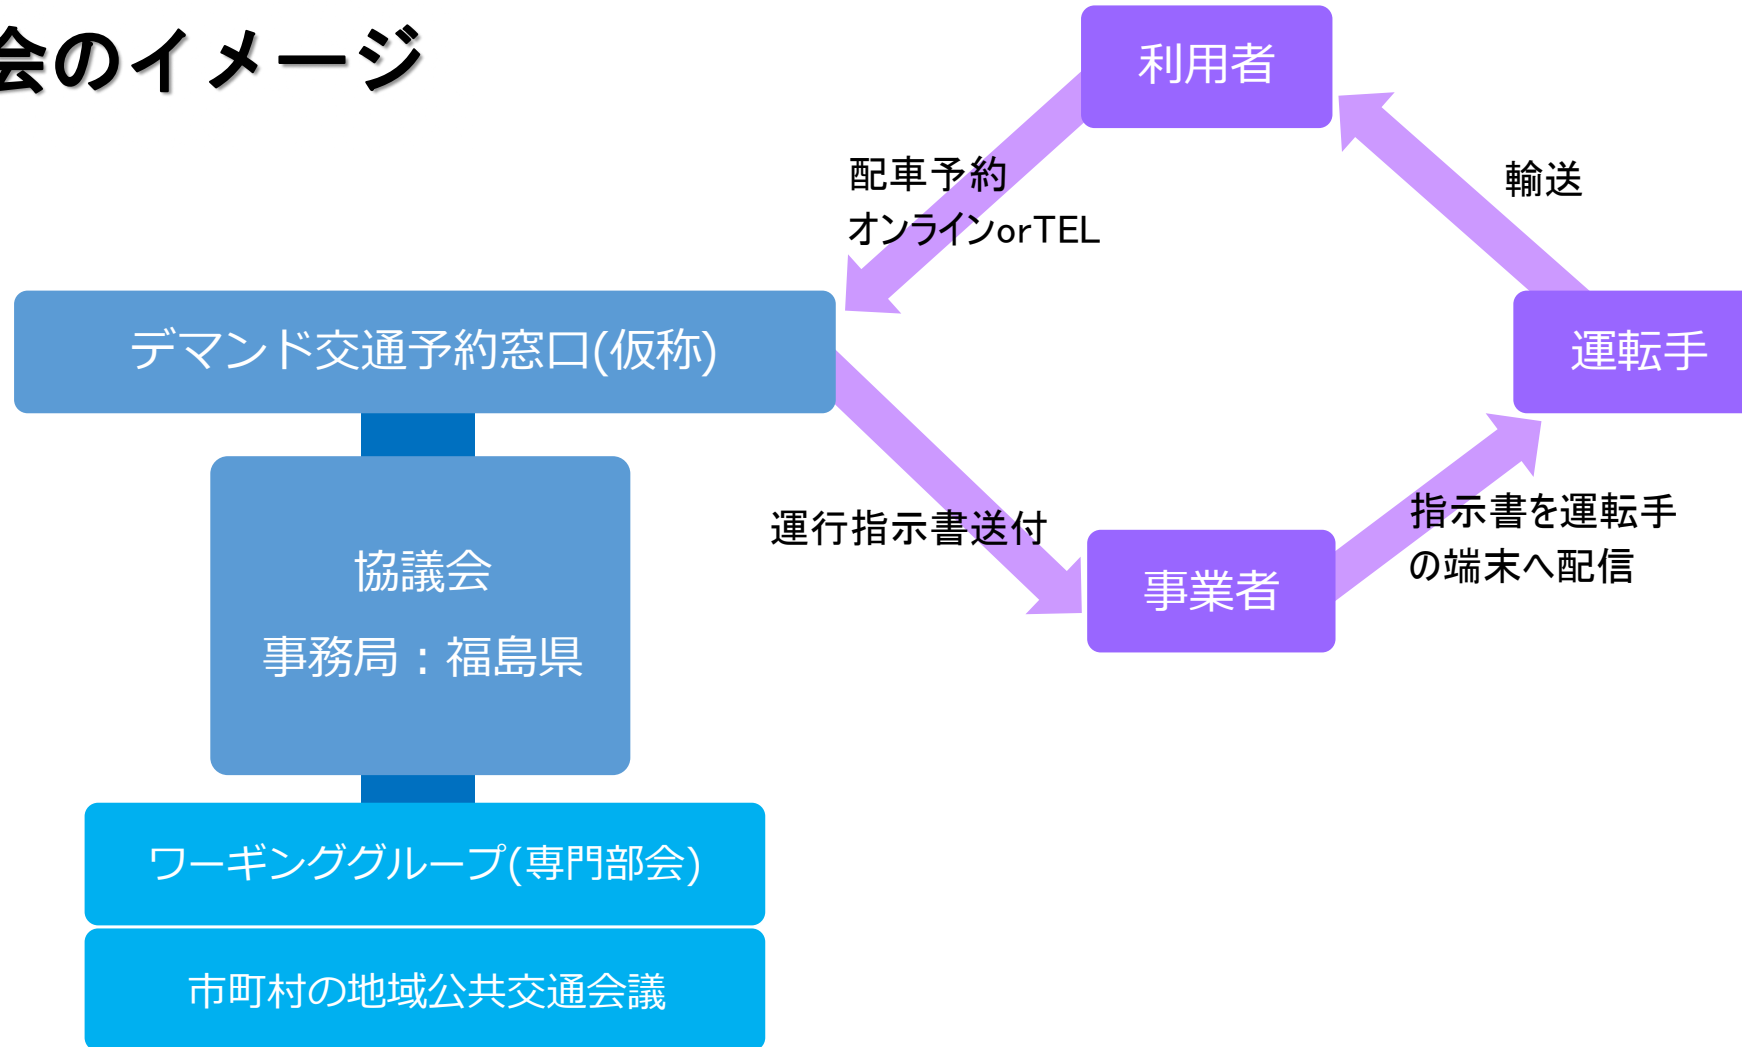 会のイメージ
利用者
配車予約
オンラインorTEL
輸送
デマンド交通予約窓口(仮称)
運転手
運行指示書送付
指示書を運転手
の端末へ配信
事業者
協議会
事務局：福島県
ワーギンググループ(専門部会)
市町村の地域公共交通会議